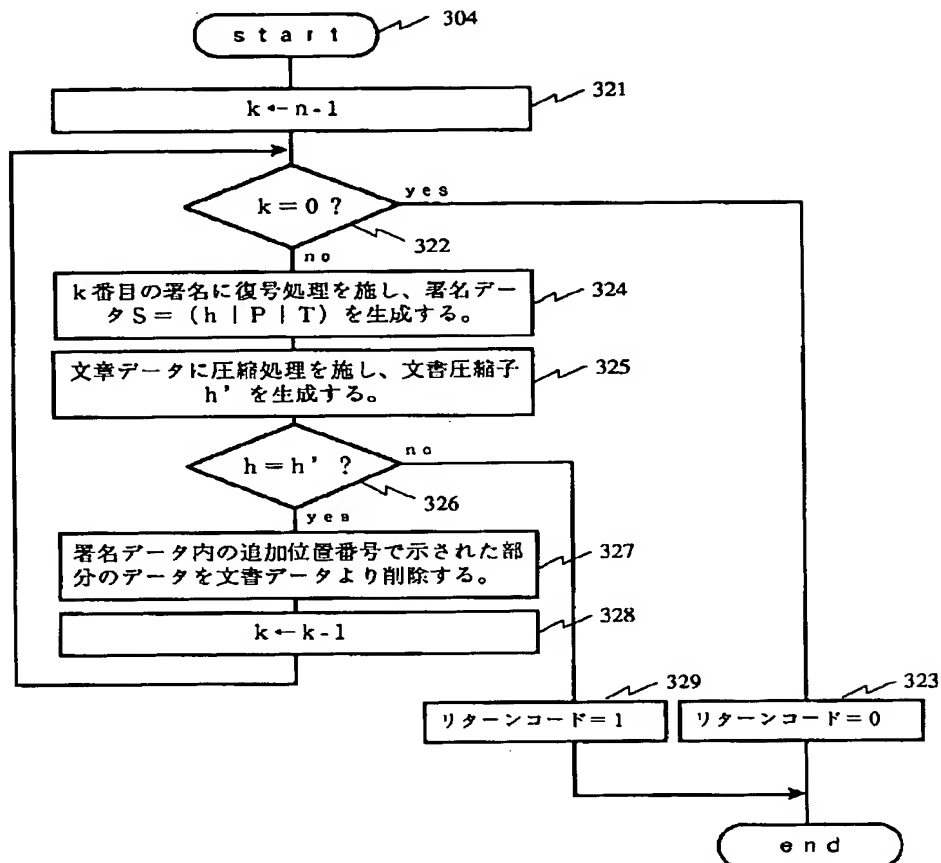 start
304
k←n-1
321
k=0?
yes
322
no
k番目の署名に復号処理を施し、署名デー
タS=(h|P|T)を生成する。
324
文章データに圧縮処理を施し、文書圧縮子
h'を生成する。
325
h=h'?
no
326
yes
署名データ内の追加位置番号で示された部
分のデータを文書データより削除する。
327
k←k-1
328
329
323
リターンコード=1
リターンコード=0
end